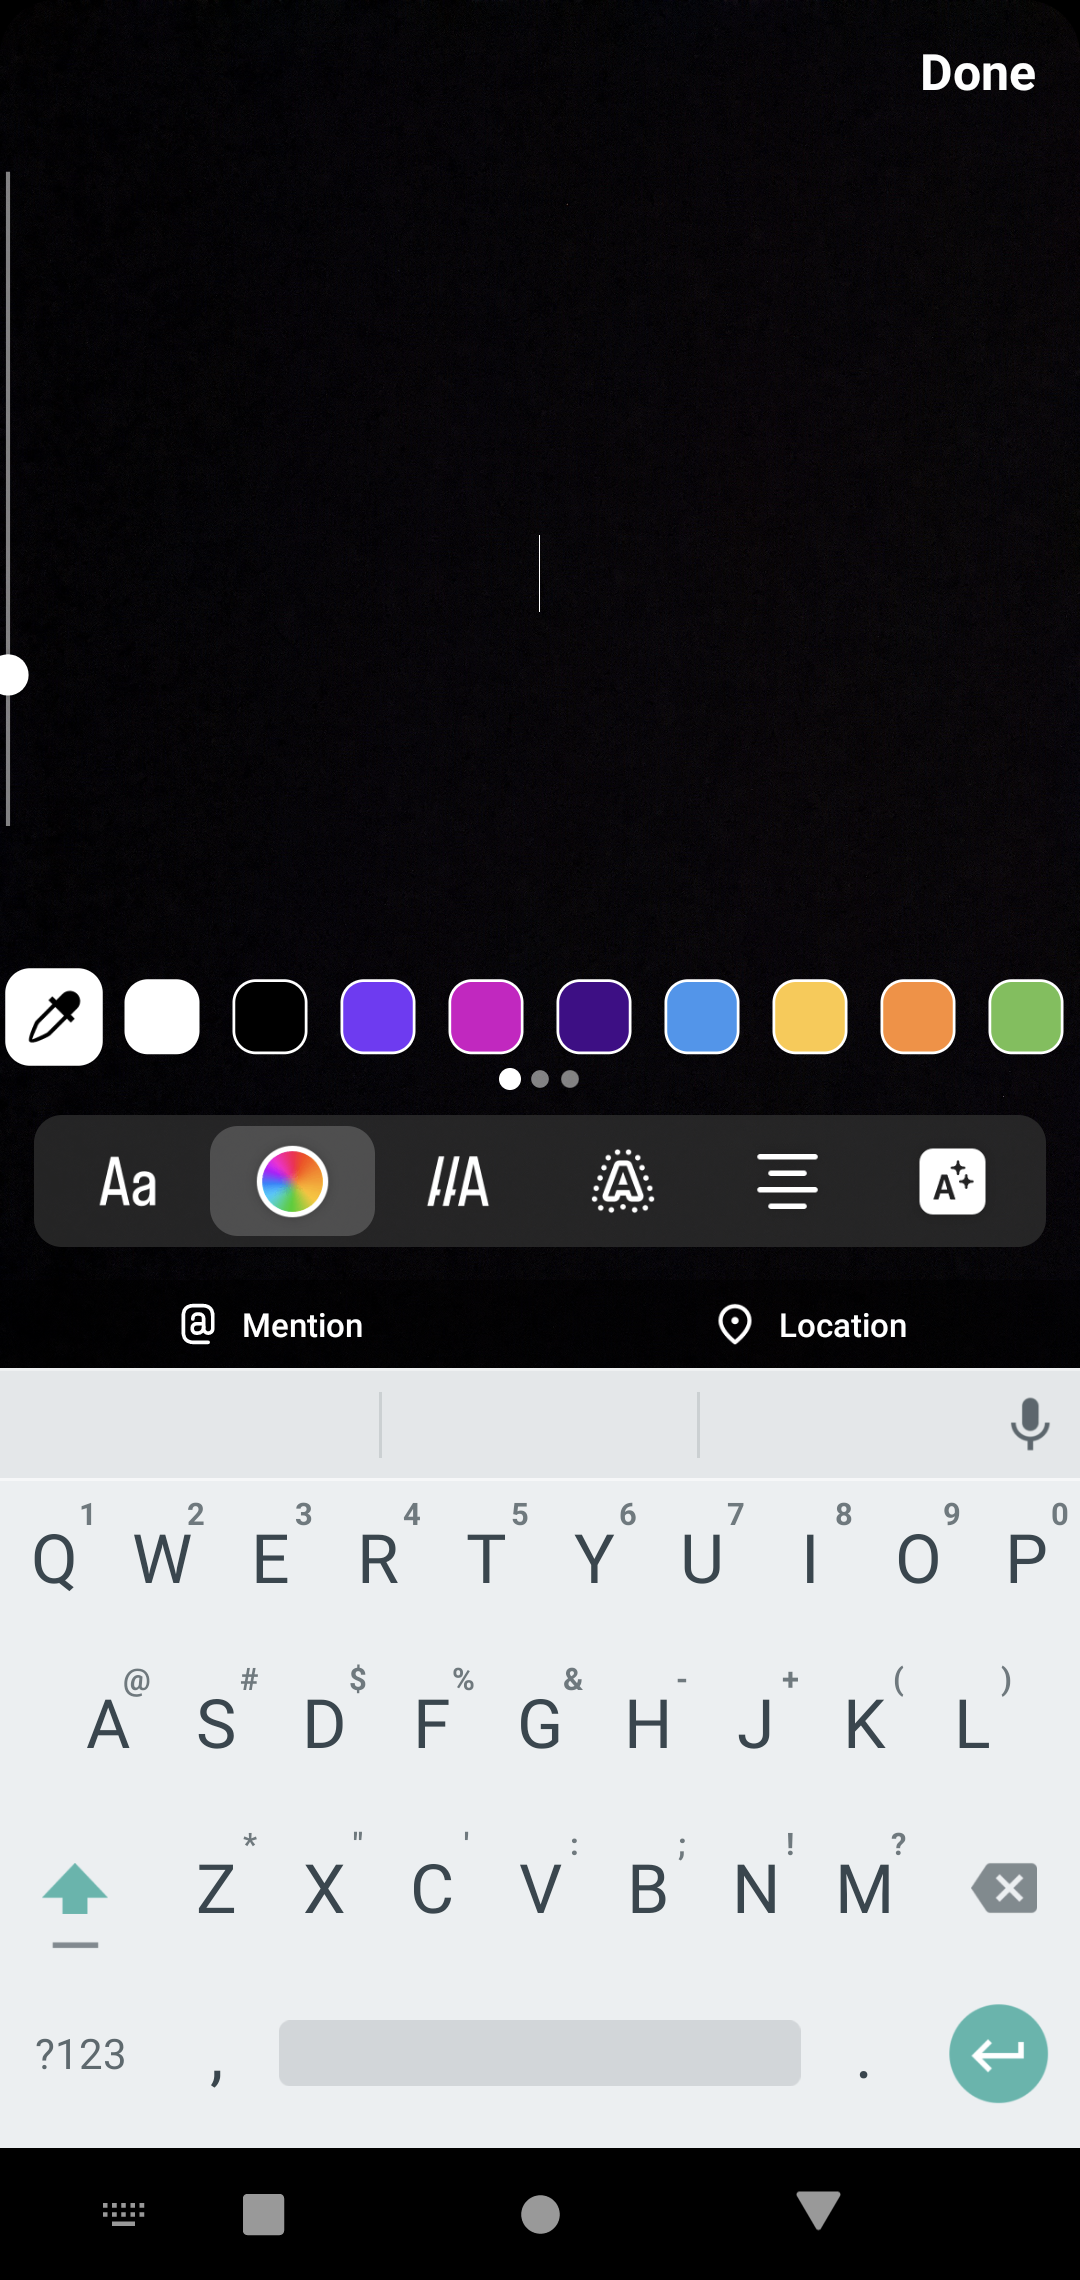 Done
Aa
Mention
Location
1 2 3 4 5 6 7 8 9 0
Q W E R T Y U I O P
@ # $ % & - + ( )
A S D F G H J K L
* " ' : ; ! ?
Z X C V B N M
?123 , .